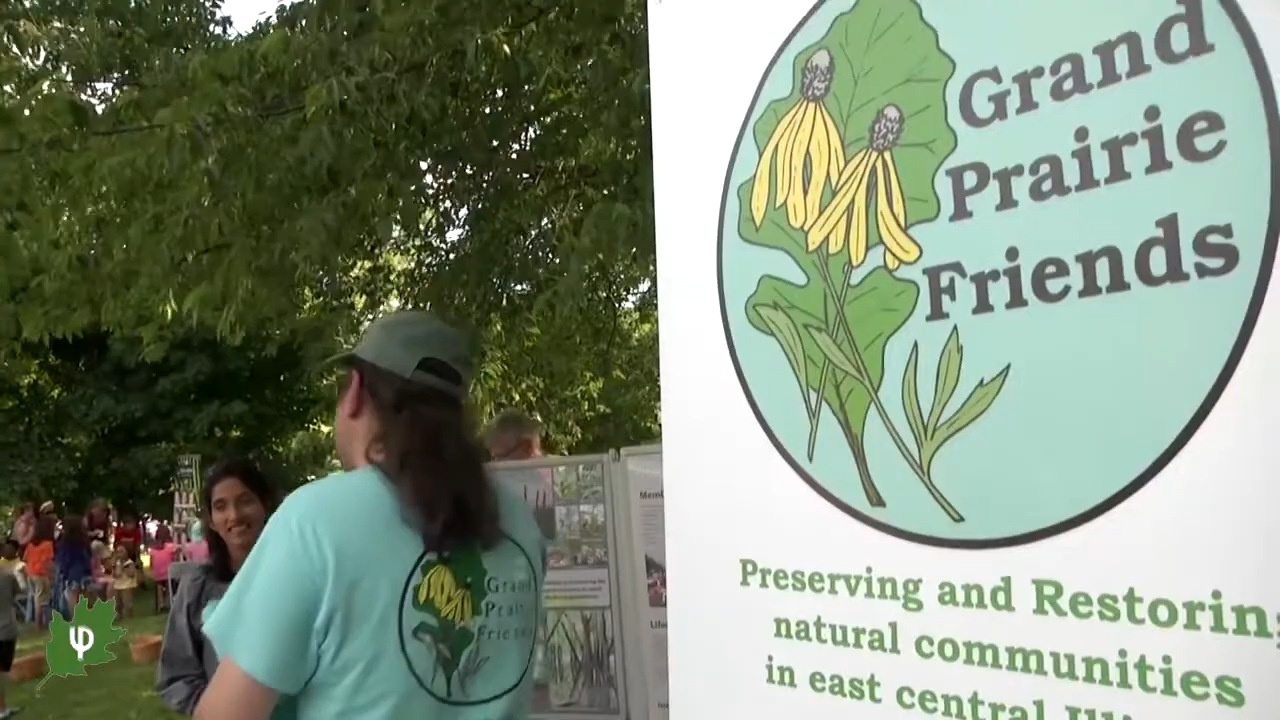 Grand
Prairie
Friends
Preserving and Restorin
natural communities
in east central
Grand
Prairie
Friends
ψ